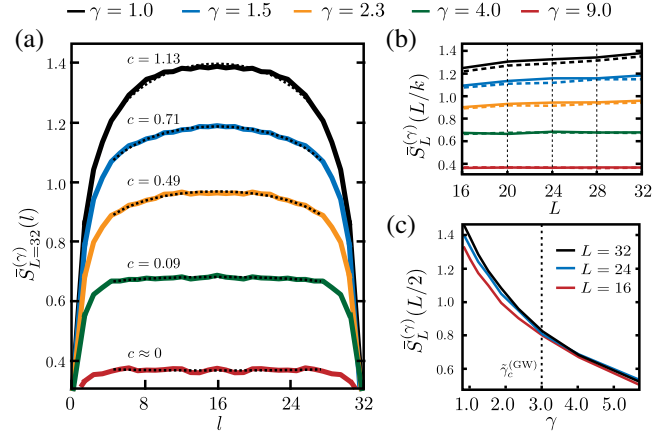 γ = 1.0 γ = 1.5 γ = 2.3 γ = 4.0 γ = 9.0
(a)
S̄_{L=32}^{(γ)}(l)
1.4
1.2
1.0
0.8
0.6
0.4
c = 1.13
c = 0.71
c = 0.49
c = 0.09
c ≈ 0
0 8 16 24 32
l
(b)
S̄_L^{(γ)}(L/k)
1.4
1.2
1.0
0.8
0.6
0.4
16 20 24 28 32
L
(c)
S̄_L^{(γ)}(L/2)
1.4
1.2
1.0
0.8
0.6
L = 32
L = 24
L = 16
γ̃_c^{(GW)}
1.0 2.0 3.0 4.0 5.0
γ